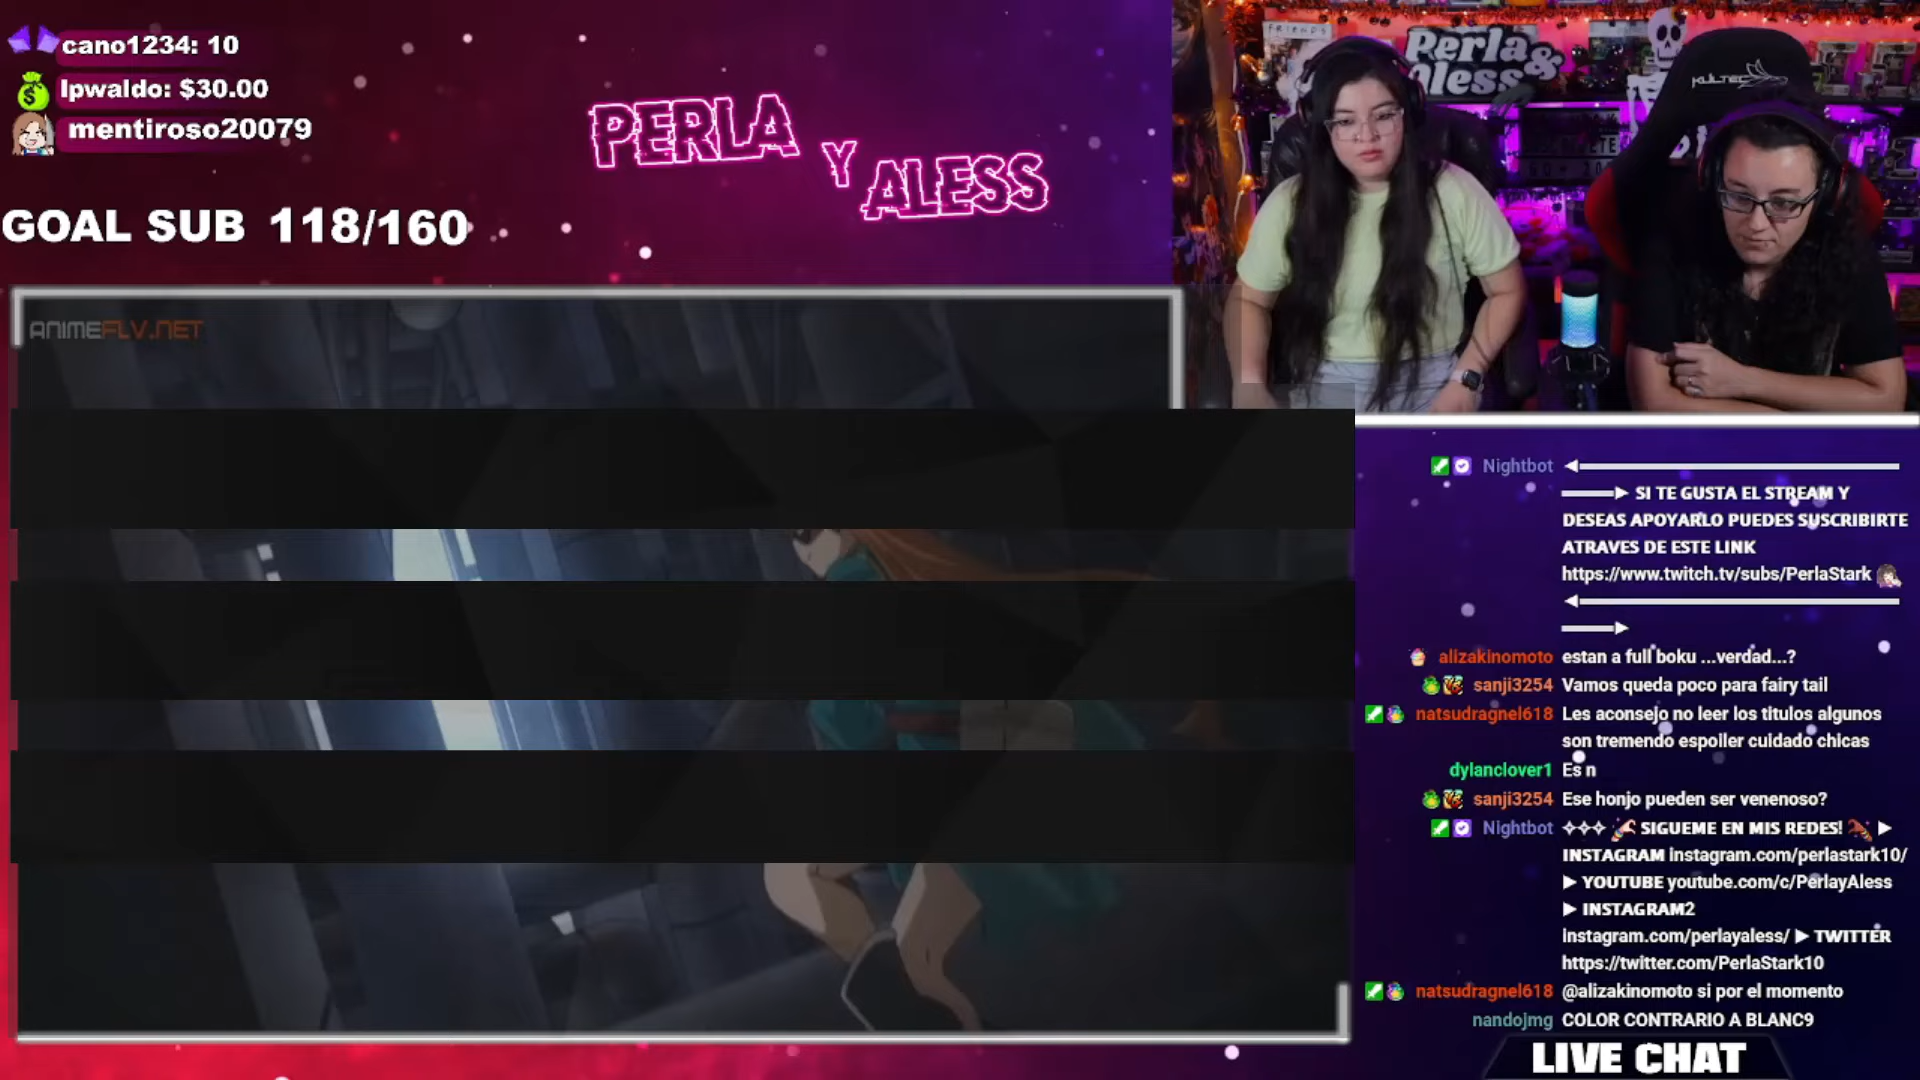 cano1234: 10
lpwaldo: $30.00
mentiroso20079
GOAL SUB 118/160
PERLA
Y
ALESS
FRIENDS
Perla &
Aless
KULTEC
ANIMEFLV.NET
Nightbot
SI TE GUSTA EL STREAM Y
DESEAS APOYARLO PUEDES SUSCRIBIRTE
ATRAVES DE ESTE LINK
https://www.twitch.tv/subs/PerlaStark
alizakinomoto estan a full boku ...verdad...?
sanji3254 Vamos queda poco para fairy tail
natsudragnel618 Les aconsejo no leer los titulos algunos
son tremendo espoiler cuidado chicas
dylanclover1 Es n
sanji3254 Ese honjo pueden ser venenoso?
Nightbot ✧✧✧ SIGUEME EN MIS REDES! ▶
INSTAGRAM instagram.com/perlastark10/
▶ YOUTUBE youtube.com/c/PerlayAless
▶ INSTAGRAM2
instagram.com/perlayaless/ ▶ TWITTER
https://twitter.com/PerlaStark10
natsudragnel618 @alizakinomoto si por el momento
nandojmg COLOR CONTRARIO A BLANC9
LIVE CHAT